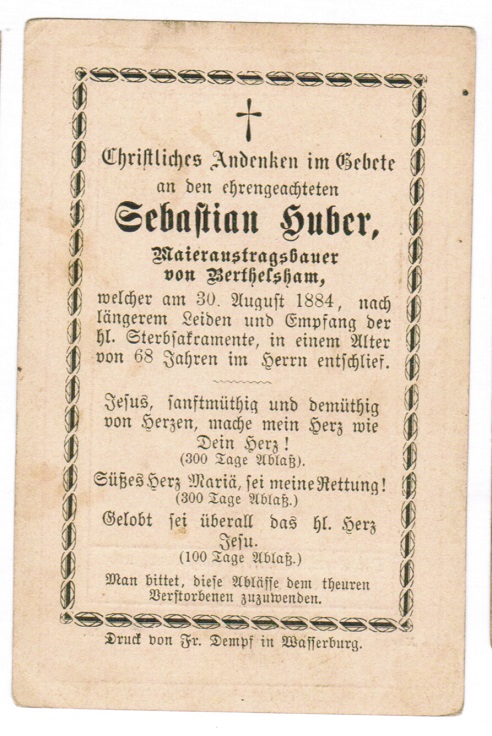 Christliches Andenken im Gebete
an den ehrengeachteten
Sebastian Huber,
Maieraustragsbauer
von Berthelsham,
welcher am 30. August 1884, nach
längerem Leiden und Empfang der
hl. Sterbsakramente, in einem Alter
von 68 Jahren im Herrn entschlief.
Jesus, sanftmüthig und demüthig
von Herzen, mache mein Herz wie
Dein Herz!
(300 Tage Ablaß).
Süßes Herz Mariä, sei meine Rettung!
(300 Tage Ablaß.)
Gelobt sei überall das hl. Herz
Jesu.
(100 Tage Ablaß.)
Man bittet, diese Ablässe dem theuren
Verstorbenen zuzuwenden.
Druck von Fr. Dempf in Wasserburg.